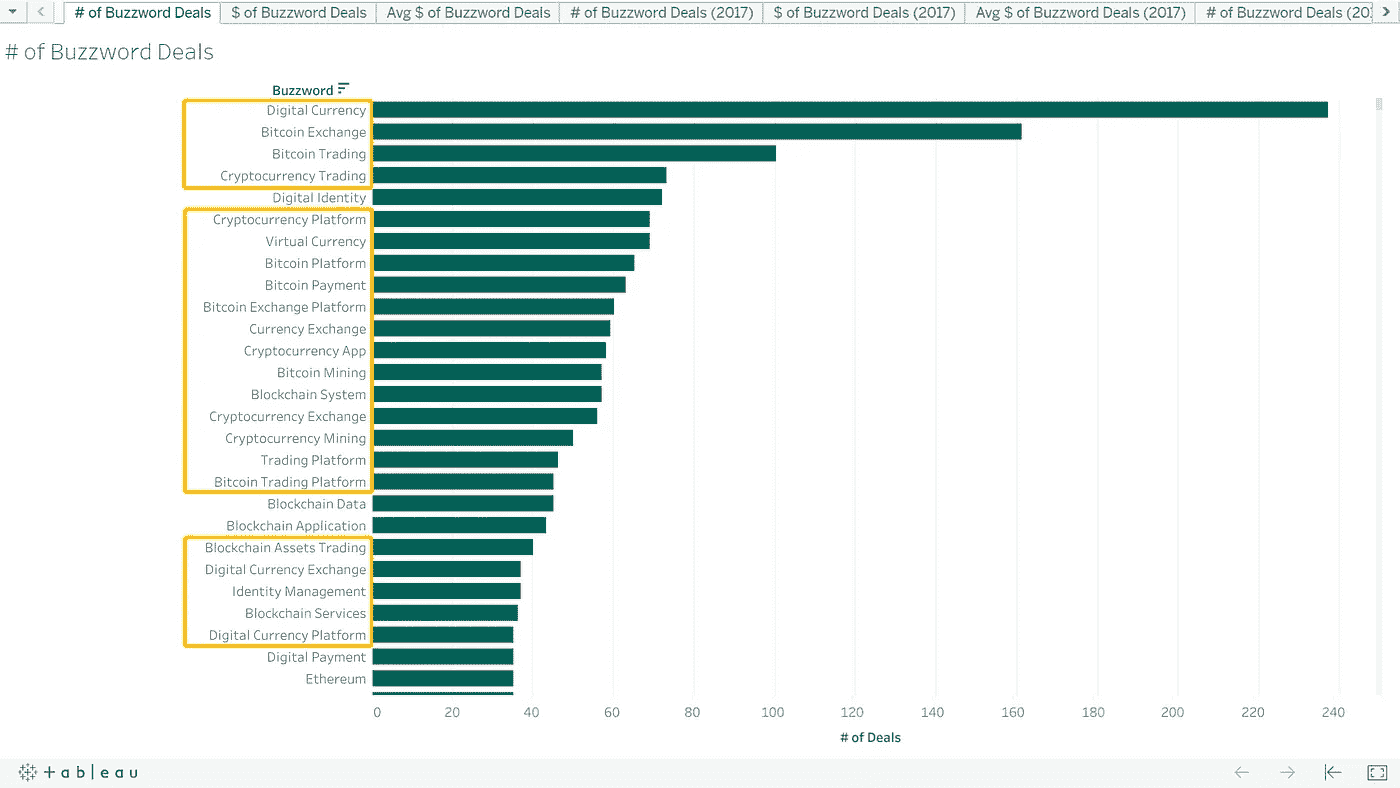 # of Buzzword Deals $ of Buzzword Deals Avg $ of Buzzword Deals # of Buzzword Deals (2017) $ of Buzzword Deals (2017) Avg $ of Buzzword Deals (2017) # of Buzzword Deals (20
# of Buzzword Deals
Buzzword
Digital Currency
Bitcoin Exchange
Bitcoin Trading
Cryptocurrency Trading
Digital Identity
Cryptocurrency Platform
Virtual Currency
Bitcoin Platform
Bitcoin Payment
Bitcoin Exchange Platform
Currency Exchange
Cryptocurrency App
Bitcoin Mining
Blockchain System
Cryptocurrency Exchange
Cryptocurrency Mining
Trading Platform
Bitcoin Trading Platform
Blockchain Data
Blockchain Application
Blockchain Assets Trading
Digital Currency Exchange
Identity Management
Blockchain Services
Digital Currency Platform
Digital Payment
Ethereum
0 20 40 60 80 100 120 140 160 180 200 220 240
# of Deals
+ableau